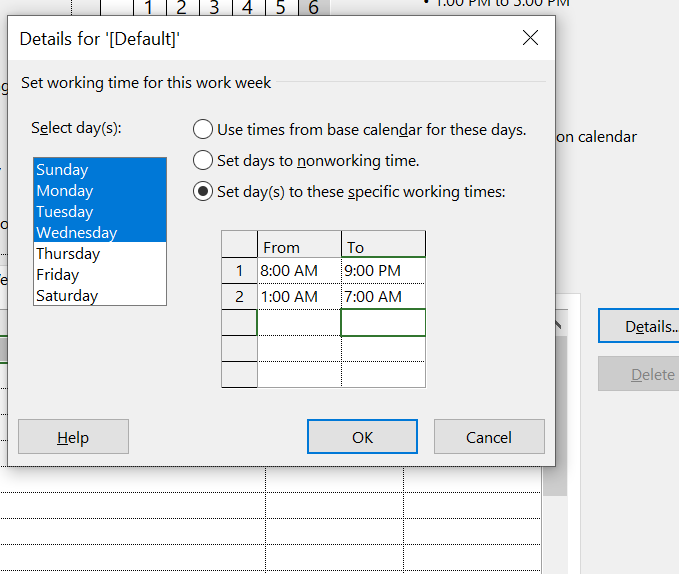 1 2 3 4 5 6
• 1:00 PM to 5:00 PM
Details for '[Default]'
Set working time for this work week
Select day(s):
Use times from base calendar for these days.
on calendar
Set days to nonworking time.
Set day(s) to these specific working times:
Sunday
Monday
Tuesday
Wednesday
Thursday
Friday
Saturday
From To
1 8:00 AM 9:00 PM
2 1:00 AM 7:00 AM
Details..
Delete
Help OK Cancel